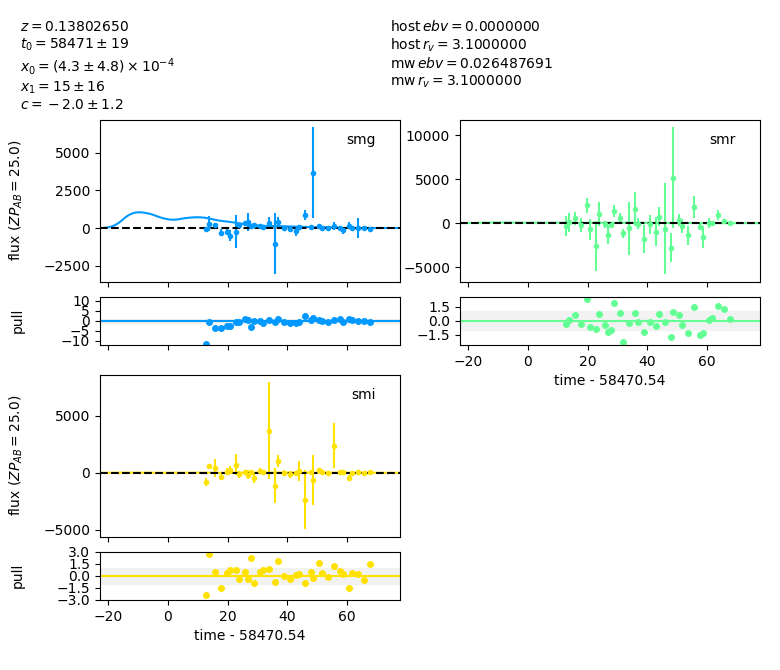 z = 0.13802650
t₀ = 58471 ± 19
x₀ = (4.3 ± 4.8) × 10⁻⁴
x₁ = 15 ± 16
c = −2.0 ± 1.2
host ebv = 0.0000000
host r_v = 3.1000000
mw ebv = 0.026487691
mw r_v = 3.1000000
flux (ZP_AB = 25.0)
smg
5000
2500
0
−2500
smr
10000
5000
0
−5000
pull
10
5
0
−5
−10
1.5
0.0
−1.5
−20 0 20 40 60
time - 58470.54
flux (ZP_AB = 25.0)
smi
5000
0
−5000
pull
3.0
1.5
0.0
−1.5
−3.0
−20 0 20 40 60
time - 58470.54